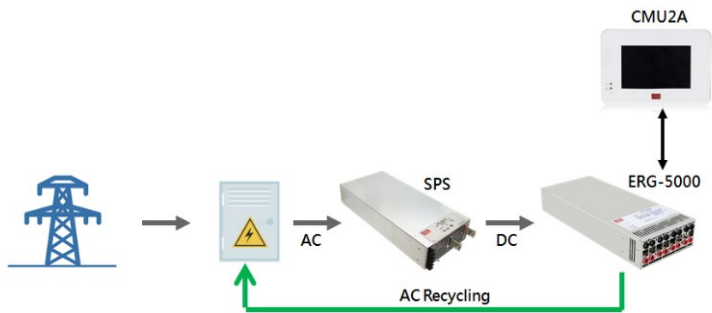 CMU2A
SPS
ERG-5000
AC
DC
AC Recycling